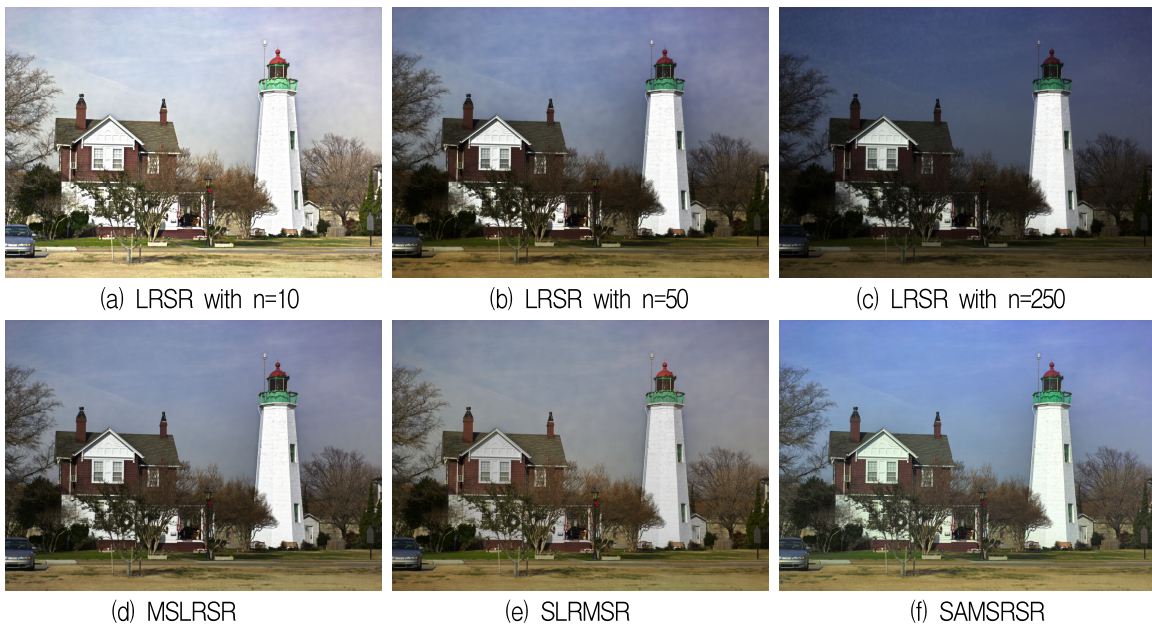 (a) LRSR with n=10
(b) LRSR with n=50
(c) LRSR with n=250
(d) MSLRSR
(e) SLRMSR
(f) SAMSRSR